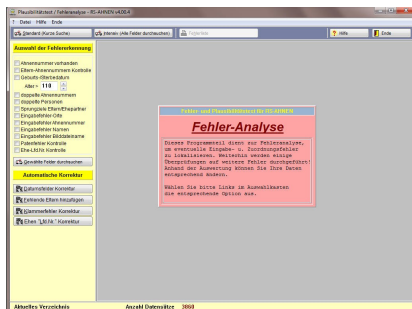 Plausibilitätstest / Fehleranalyse - RS-AHNEN v4.00.4
Datei Hilfe Ende
Standard (Kurze Suche)
Intensiv (Alle Felder durchsuchen)
Fehlerliste
? Hilfe
Ende
Auswahl der Fehlererkennung
Ahnennummer vorhanden
Eltern-Ahnennummern Kontrolle
Geburts-/Sterbedatum
Alter > 110
doppelte Ahnennummern
doppelte Personen
Sprungziele Eltern/Ehepartner
Eingabefehler-Orte
Eingabefehler Ahnennummer
Eingabefehler Namen
Eingabefehler Bilddateiname
Patenfehler Kontrolle
Ehe-Lfd.Nr. Kontrolle
Gewählte Felder durchsuchen
Automatische Korrektur
Datumsfehler Korrektur
Fehlende Eltern hinzufügen
Klammerfehler Korrektur
Ehen "Lfd.Nr." Korrektur
Fehler- und Plausibilitätstest für RS-AHNEN
Fehler-Analyse
Dieses Programmteil dient zur Fehleranalyse,
um eventuelle Eingabe- u. Zuordnungsfehler
zu lokalisieren. Weiterhin werden einige
Überprüfungen auf weitere Fehler durchgeführt!
Anhand der Auswertung können Sie Ihre Daten
entsprechend ändern.
Wählen Sie bitte Links im Auswahlkasten
die entsprechende Option aus.
Aktuelles Verzeichnis
Anzahl Datensätze 3860